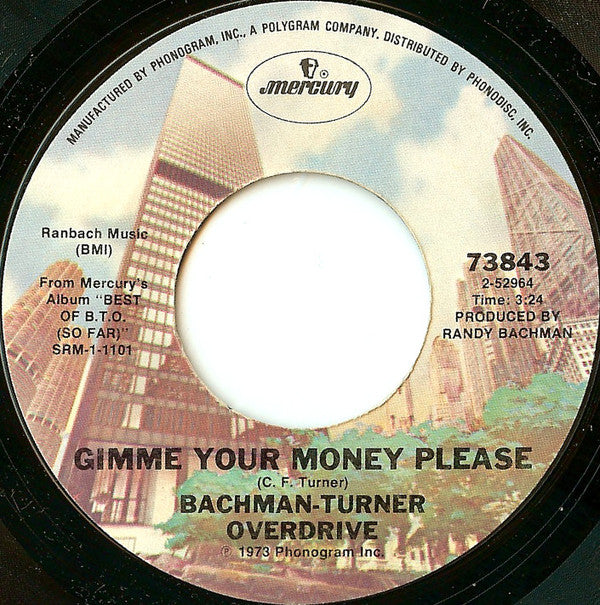 MANUFACTURED BY PHONOGRAM, INC., A POLYGRAM COMPANY. DISTRIBUTED BY PHONODISC, INC.
mercury
Ranbach Music
(BMI)
From Mercury's
Album "BEST
OF B.T.O.
(SO FAR)"
SRM-1-1101
73843
2-52964
Time: 3:24
PRODUCED BY
RANDY BACHMAN
GIMME YOUR MONEY PLEASE
(C. F. Turner)
BACHMAN-TURNER
OVERDRIVE
℗ 1973 Phonogram Inc.